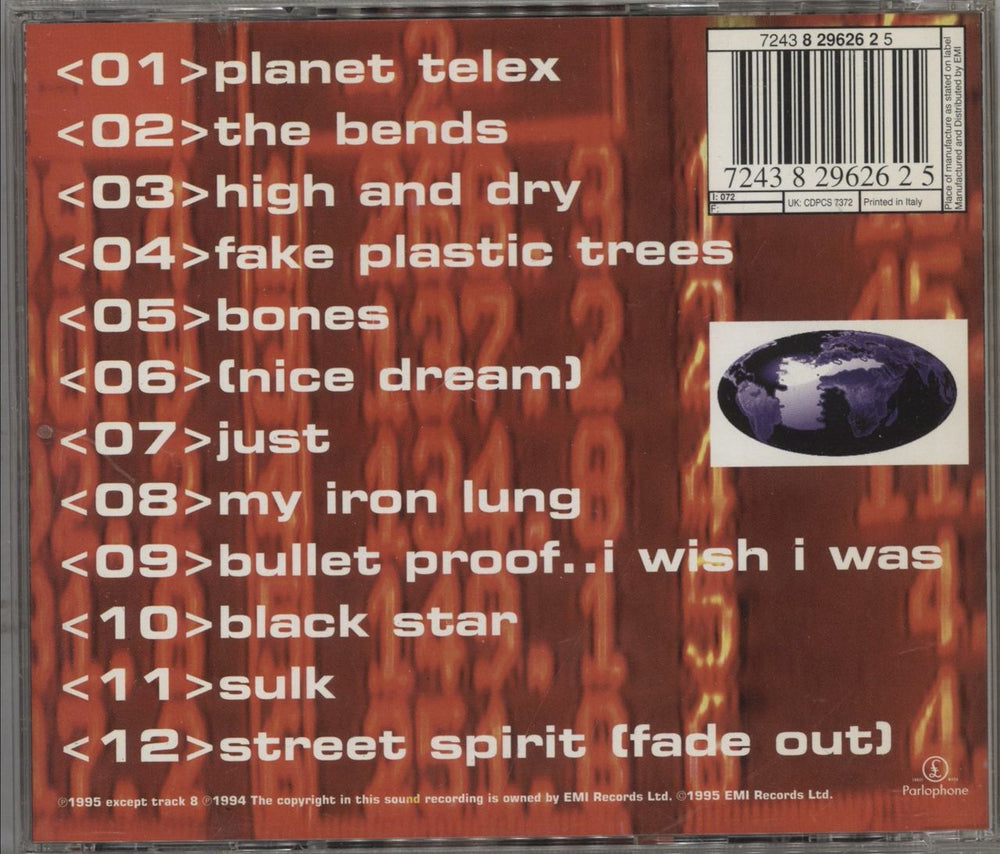 <01>planet telex
<02>the bends
<03>high and dry
<04>fake plastic trees
<05>bones
<06>(nice dream)
<07>just
<08>my iron lung
<09>bullet proof..i wish i was
<10>black star
<11>sulk
<12>street spirit (fade out)
7243 8 29626 2 5
7243 8 29626 2 5
I: 072
F:
UK: CDPCS 7372
Printed in Italy
Place of manufacture as stated on label
Manufactured and Distributed by EMI
£
Parlophone
℗1995 except track 8 ℗1994 The copyright in this sound recording is owned by EMI Records Ltd. ©1995 EMI Records Ltd.